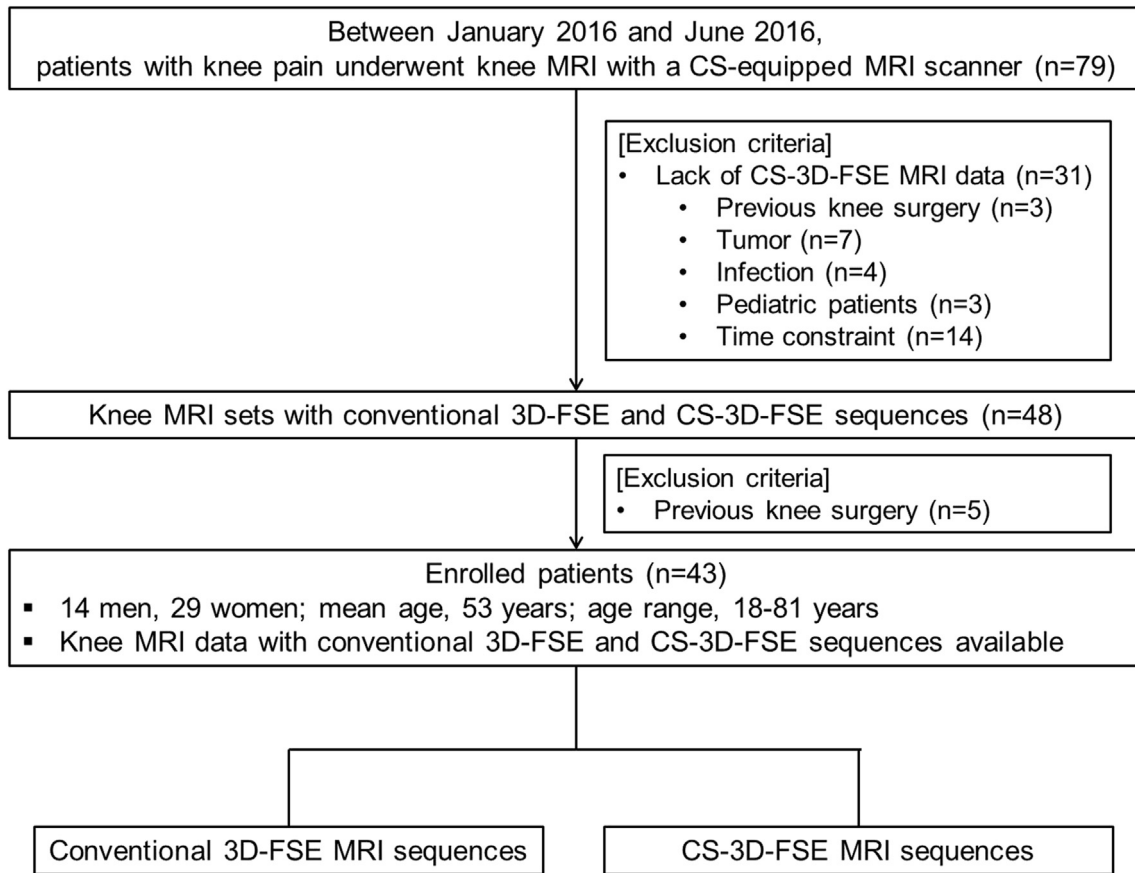 Between January 2016 and June 2016,
patients with knee pain underwent knee MRI with a CS-equipped MRI scanner (n=79)
[Exclusion criteria]
• Lack of CS-3D-FSE MRI data (n=31)
• Previous knee surgery (n=3)
• Tumor (n=7)
• Infection (n=4)
• Pediatric patients (n=3)
• Time constraint (n=14)
Knee MRI sets with conventional 3D-FSE and CS-3D-FSE sequences (n=48)
[Exclusion criteria]
• Previous knee surgery (n=5)
Enrolled patients (n=43)
▪ 14 men, 29 women; mean age, 53 years; age range, 18-81 years
▪ Knee MRI data with conventional 3D-FSE and CS-3D-FSE sequences available
Conventional 3D-FSE MRI sequences
CS-3D-FSE MRI sequences